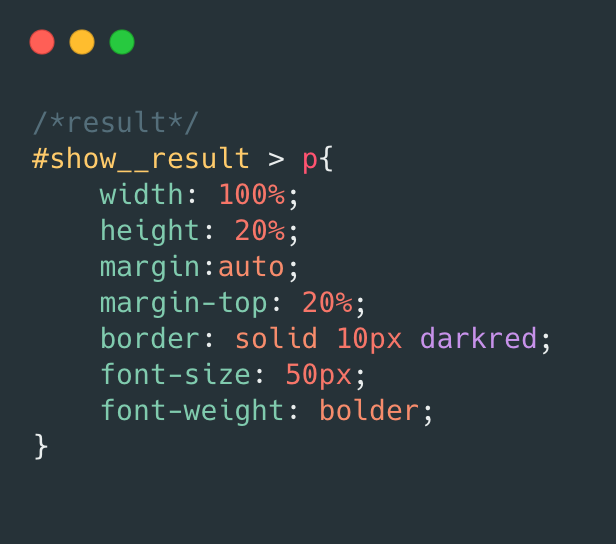 /*result*/
#show__result > p{
    width: 100%;
    height: 20%;
    margin:auto;
    margin-top: 20%;
    border: solid 10px darkred;
    font-size: 50px;
    font-weight: bolder;
}